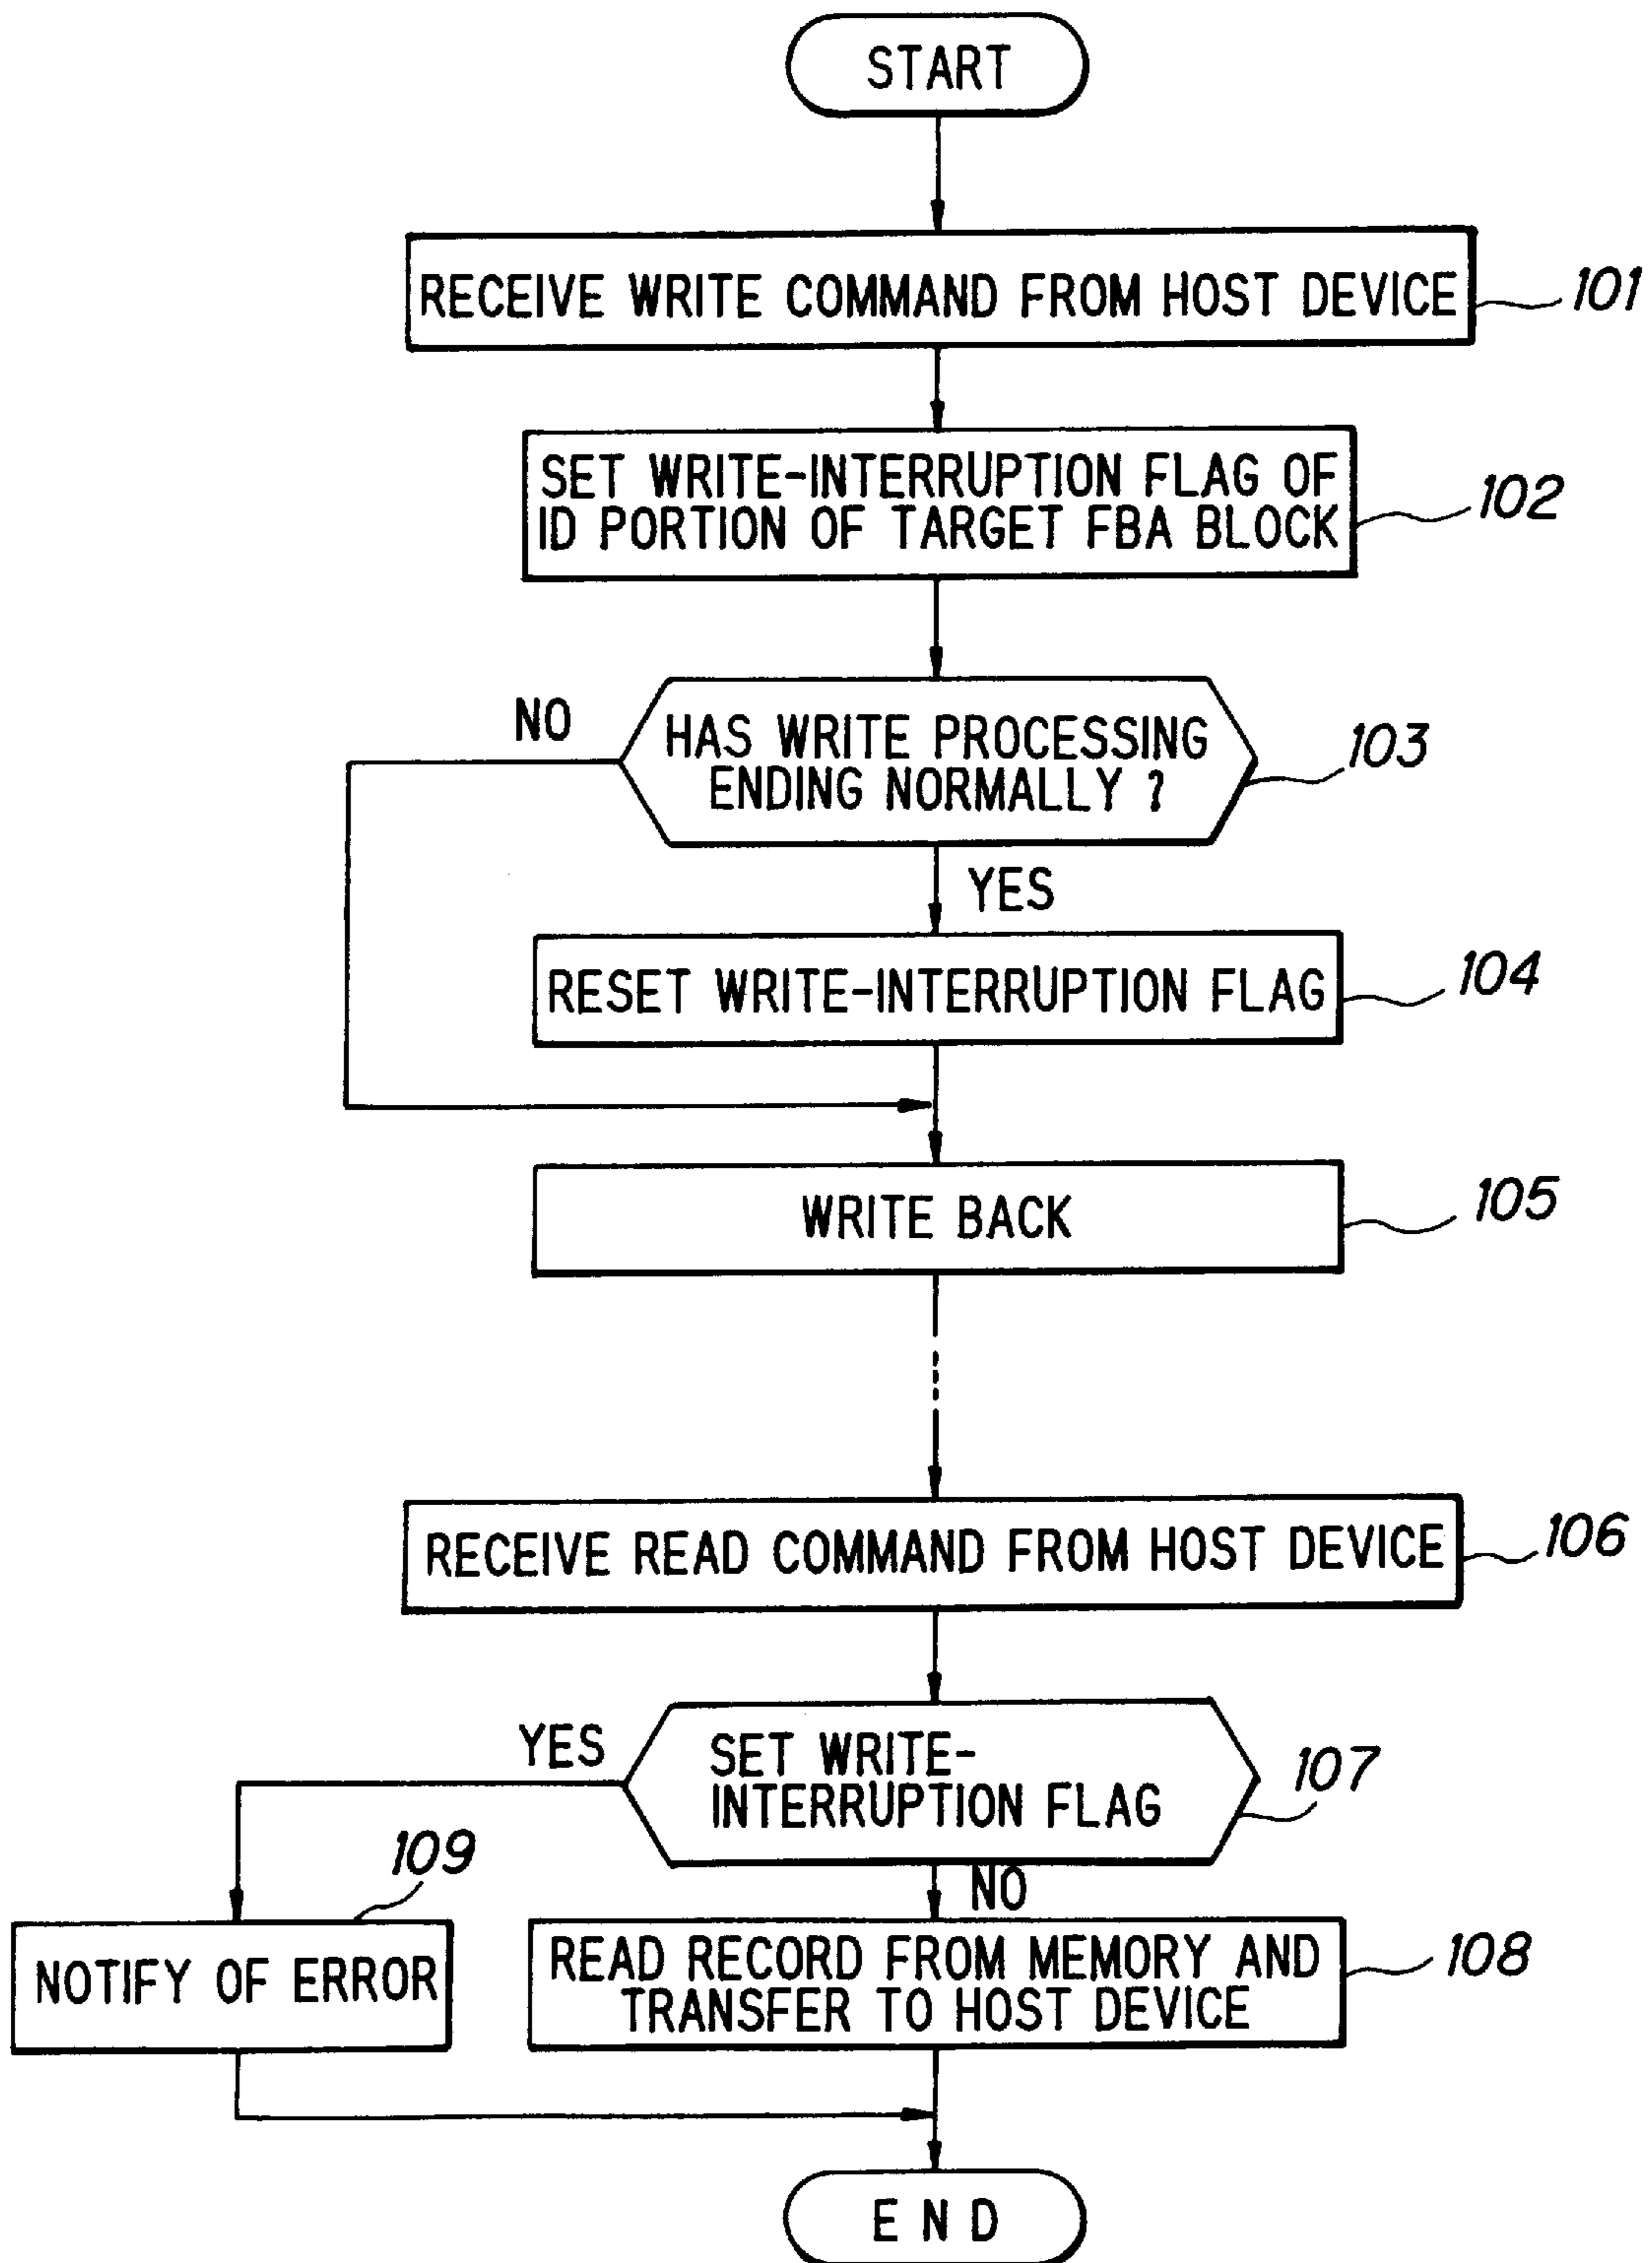 START
RECEIVE WRITE COMMAND FROM HOST DEVICE
101
SET WRITE-INTERRUPTION FLAG OF
ID PORTION OF TARGET FBA BLOCK
102
NO
HAS WRITE PROCESSING
ENDING NORMALLY ?
103
YES
RESET WRITE-INTERRUPTION FLAG
104
WRITE BACK
105
RECEIVE READ COMMAND FROM HOST DEVICE
106
YES
SET WRITE-
INTERRUPTION FLAG
107
109
NO
NOTIFY OF ERROR
READ RECORD FROM MEMORY AND
TRANSFER TO HOST DEVICE
108
END